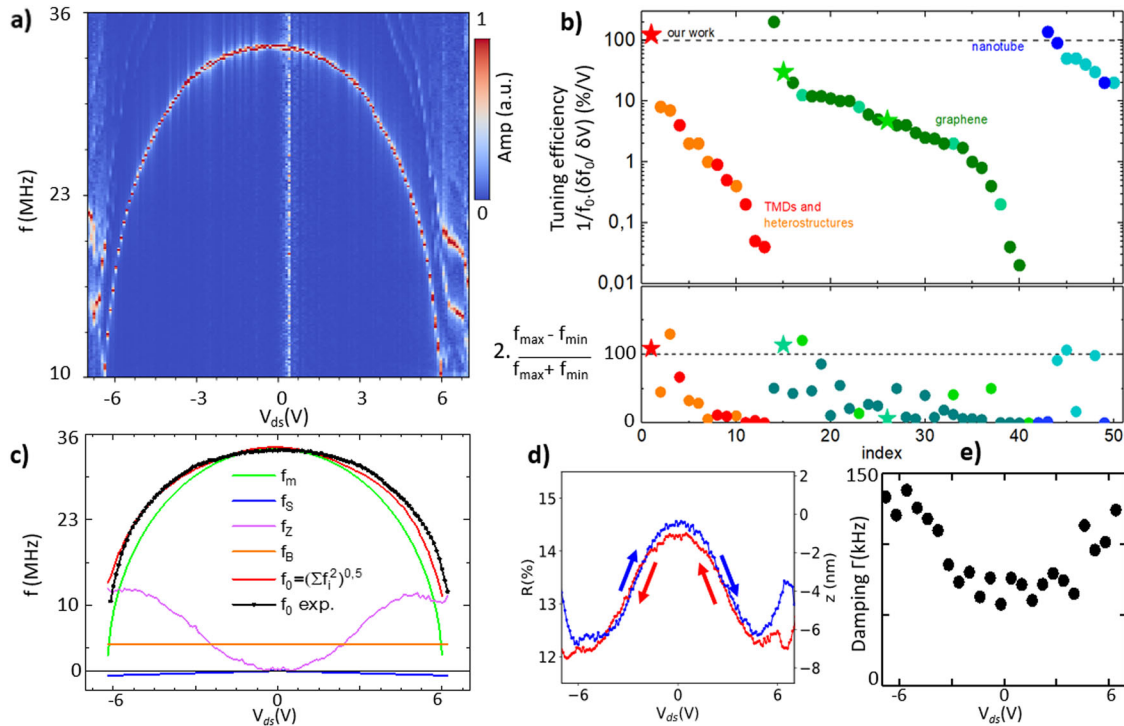 a)
36
23
10
f (MHz)
-6
-3
0
3
6
V_ds(V)
1
0
Amp (a.u.)
b)
our work
nanotube
graphene
TMDs and
heterostructures
100
10
1
0,1
0,01
Tuning efficiency
1/f₀.(δf₀/ δV) (%/V)
2. (f_max - f_min)/(f_max + f_min)
100
0
0
10
20
30
40
50
index
c)
36
23
10
0
f (MHz)
f_m
f_S
f_Z
f_B
f₀=(Σf_i²)^0,5
f₀ exp.
-6
0
6
V_ds(V)
d)
15
14
13
12
R(%)
0
−2
−4
−6
−8
z (nm)
−6
−3
0
3
6
V_ds(V)
e)
150
0
Damping Γ(kHz)
-6
-3
0
3
6
V_ds(V)